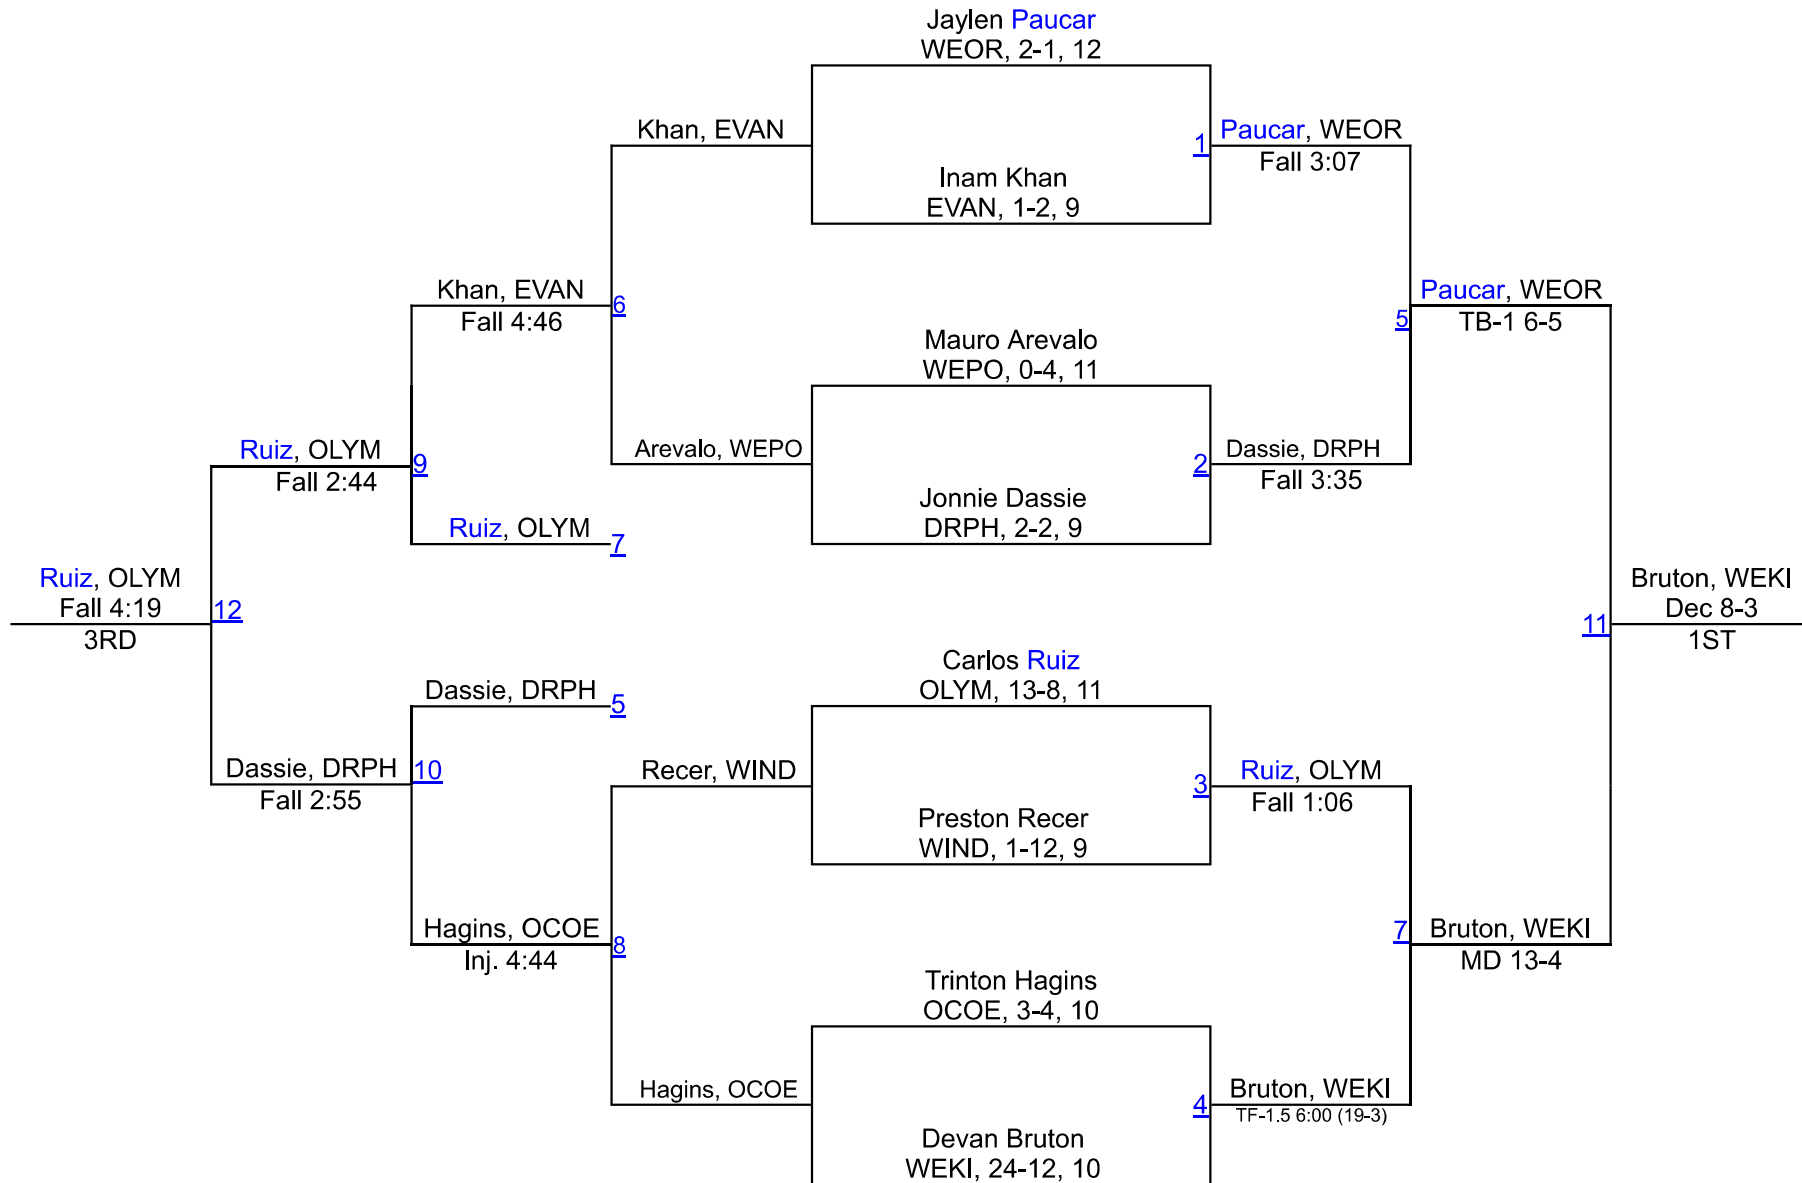 Jaylen Paucar
WEOR, 2-1, 12
Khan, EVAN
1
Paucar, WEOR
Fall 3:07
Inam Khan
EVAN, 1-2, 9
Khan, EVAN
Fall 4:46
6
5
Paucar, WEOR
TB-1 6-5
Mauro Arevalo
WEPO, 0-4, 11
Ruiz, OLYM
Fall 2:44
9
Arevalo, WEPO
2
Dassie, DRPH
Fall 3:35
Jonnie Dassie
DRPH, 2-2, 9
Ruiz, OLYM
7
Ruiz, OLYM
Fall 4:19
3RD
12
11
Bruton, WEKI
Dec 8-3
1ST
Carlos Ruiz
OLYM, 13-8, 11
Dassie, DRPH
5
Dassie, DRPH
Fall 2:55
10
Recer, WIND
3
Ruiz, OLYM
Fall 1:06
Preston Recer
WIND, 1-12, 9
Hagins, OCOE
Inj. 4:44
8
7
Bruton, WEKI
MD 13-4
Trinton Hagins
OCOE, 3-4, 10
Hagins, OCOE
4
Bruton, WEKI
TF-1.5 6:00 (19-3)
Devan Bruton
WEKI, 24-12, 10